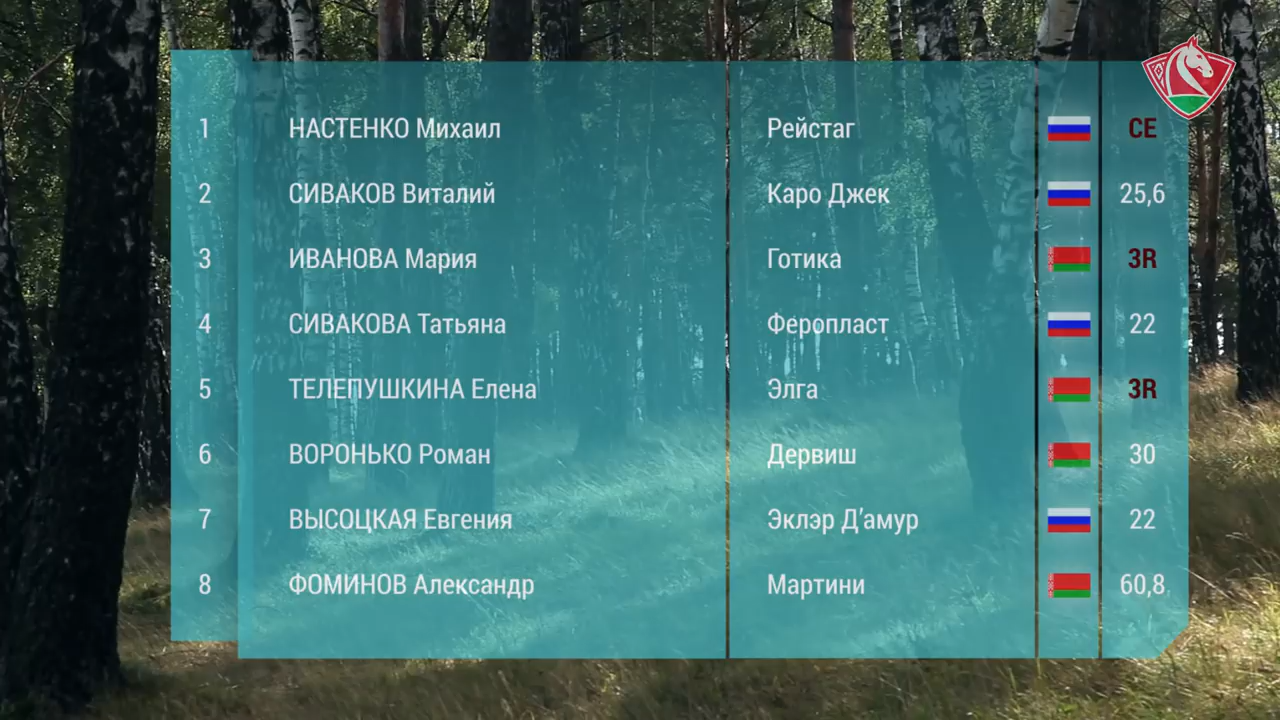 1 НАСТЕНКО Михаил Рейстаг CE
2 СИВАКОВ Виталий Каро Джек 25,6
3 ИВАНОВА Мария Готика 3R
4 СИВАКОВА Татьяна Феропласт 22
5 ТЕЛЕПУШКИНА Елена Элга 3R
6 ВОРОНЬКО Роман Дервиш 30
7 ВЫСОЦКАЯ Евгения Эклэр Д’амур 22
8 ФОМИНОВ Александр Мартини 60,8